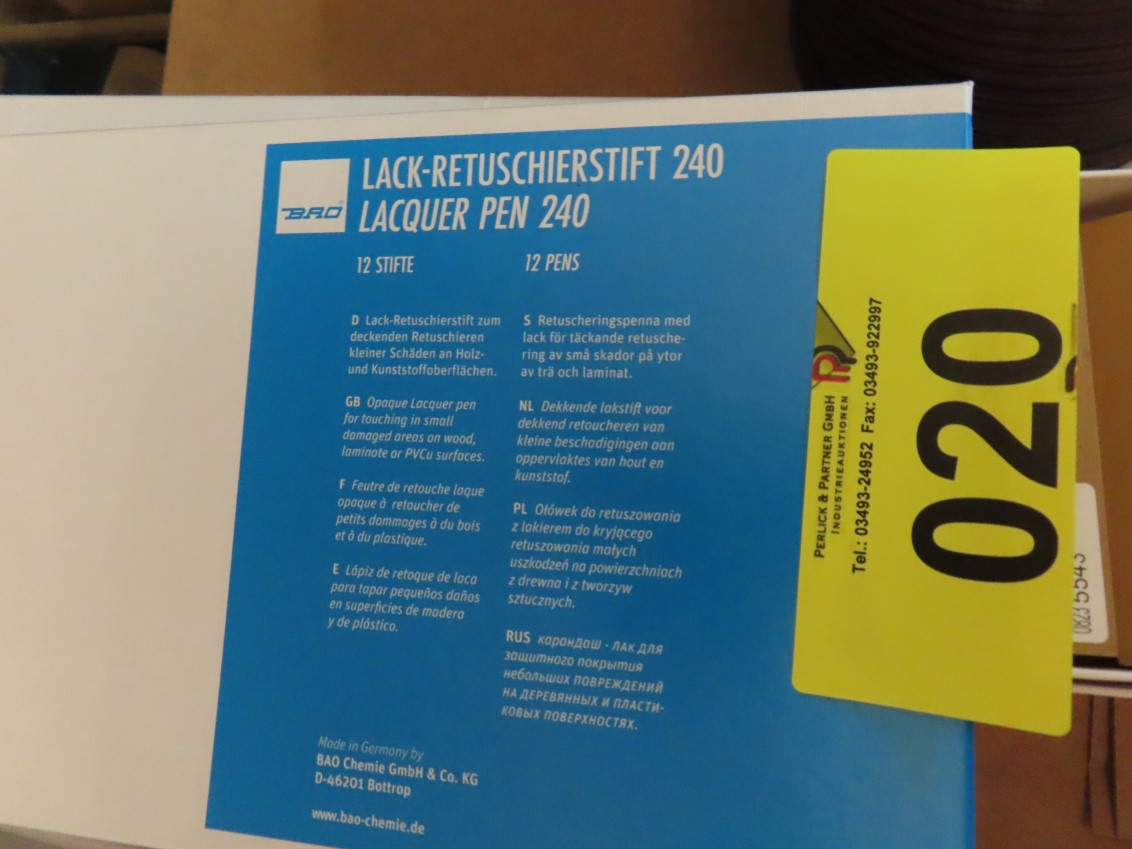 BAO®
LACK-RETUSCHIERSTIFT 240
LACQUER PEN 240
12 STIFTE
12 PENS
D Lack-Retuschierstift zum
deckenden Retuschieren
kleiner Schäden an Holz-
und Kunststoffoberflächen.
GB Opaque Lacquer pen
for touching in small
damaged areas on wood,
laminate or PVCu surfaces.
F Feutre de retouche laque
opaque à retoucher de
petits dommages à du bois
et à du plastique.
E Lápiz de retoque de laca
para tapar pequeños daños
en superficies de madera
y de plástico.
S Retuscheringspenna med
lack för täckande retusche-
ring av små skador på ytor
av trä och laminat.
NL Dekkende lakstift voor
dekkend retoucheren van
kleine beschadigingen aan
oppervlaktes van hout en
kunststof.
PL Ołówek do retuszowania
z lakierem do kryjącego
retuszowania małych
uszkodzeń na powierzchniach
z drewna i z tworzyw
sztucznych.
RUS карандаш - ЛАК ДЛЯ
защитного покрытия
небольших ПОВРЕЖДЕНИЙ
НА ДЕРЕВЯННЫХ И ПЛАСТИ-
КОВЫХ ПОВЕРХНОСТЯХ.
Made in Germany by
BAO Chemie GmbH & Co. KG
D-46201 Bottrop
www.bao-chemie.de
PERLICK & PARTNER GMBH
INDUSTRIEAUKTIONEN
Tel.: 03493-24952 Fax: 03493-922997
020